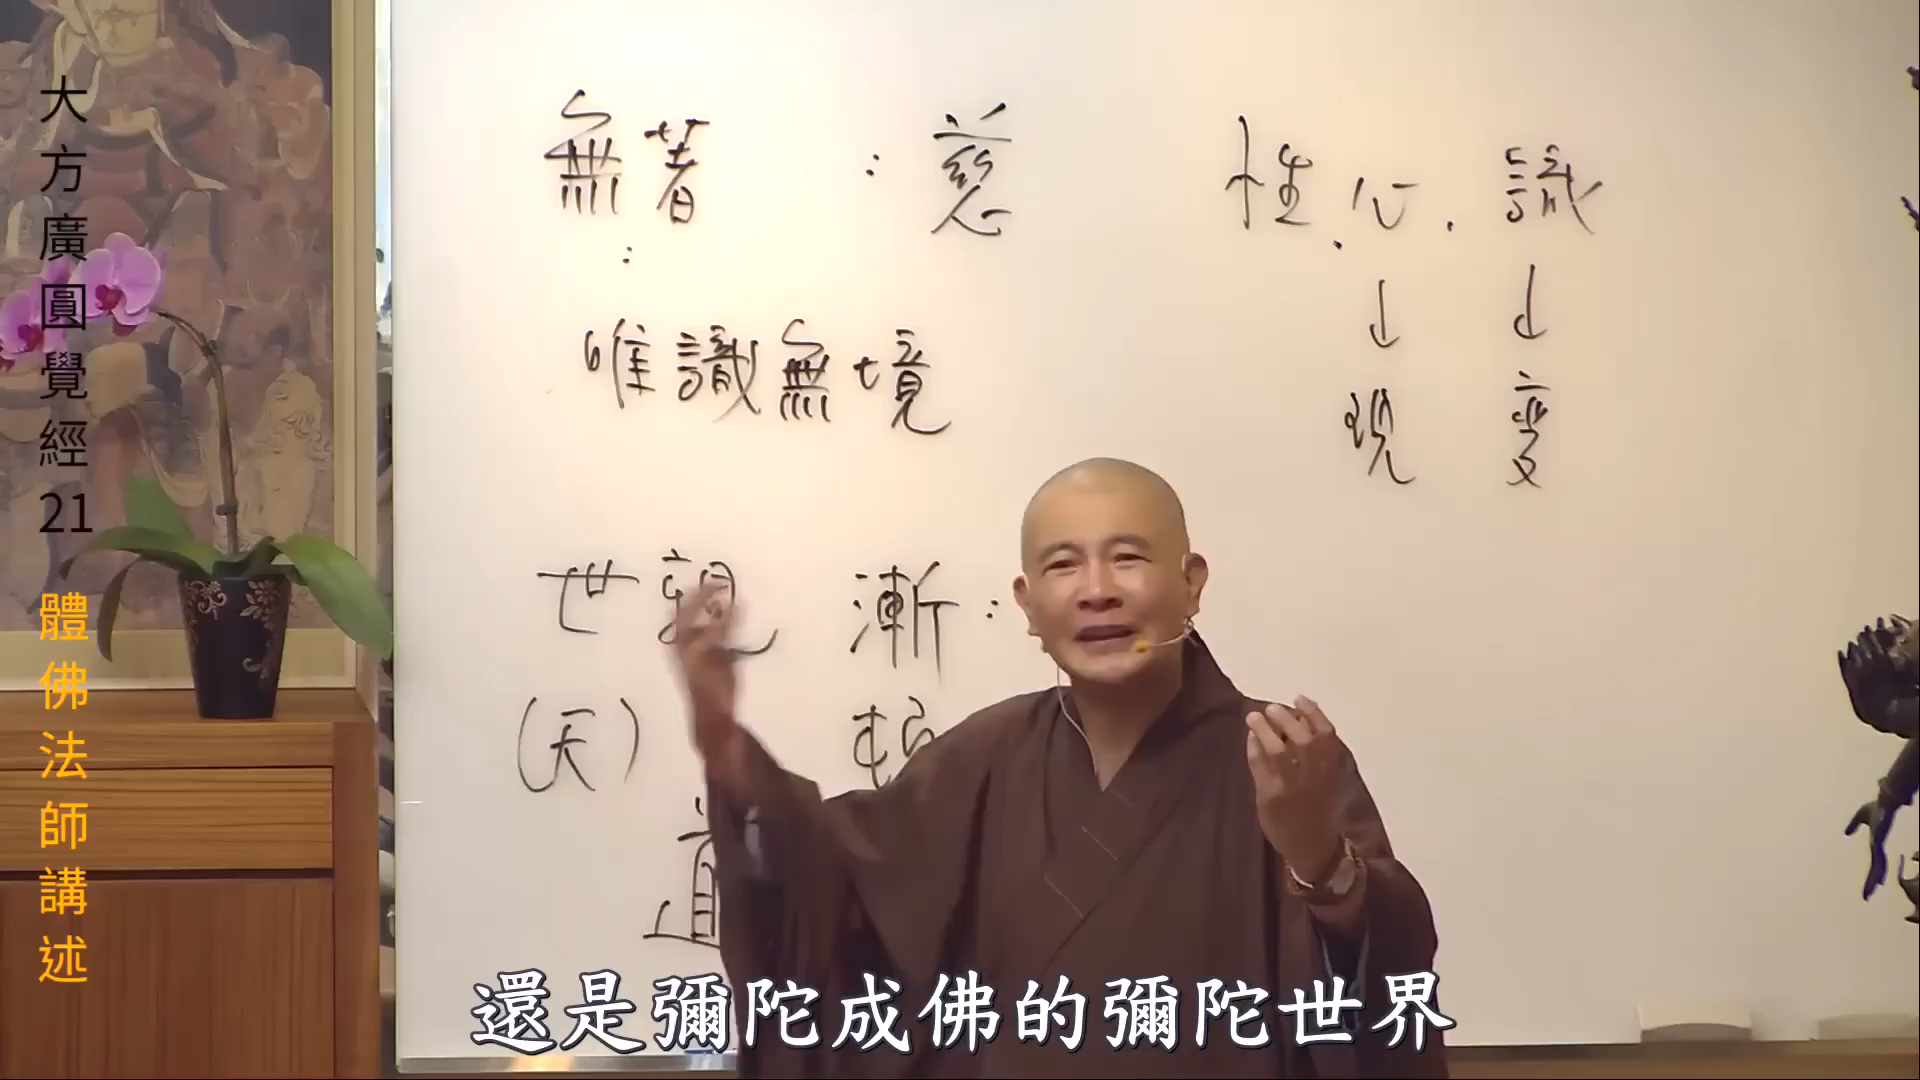 大方廣圓覺經21
體佛法師講述
無著 : 慈
:
唯識無境
性.心.識
↓ ↓
現 變
世親 漸:
(天) 頓
道
還是彌陀成佛的彌陀世界